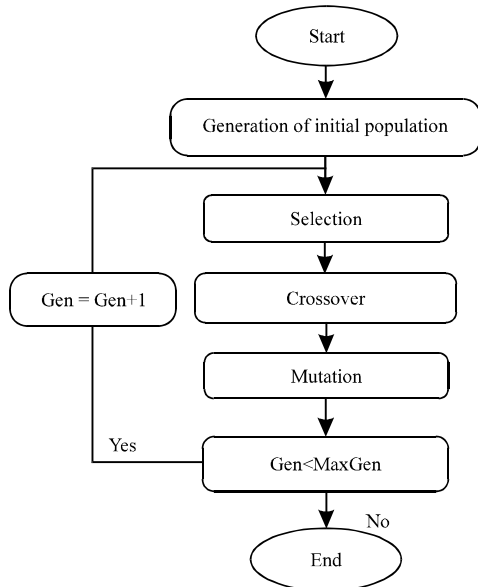 Start
Generation of initial population
Selection
Gen = Gen+1
Crossover
Mutation
Yes
Gen<MaxGen
No
End